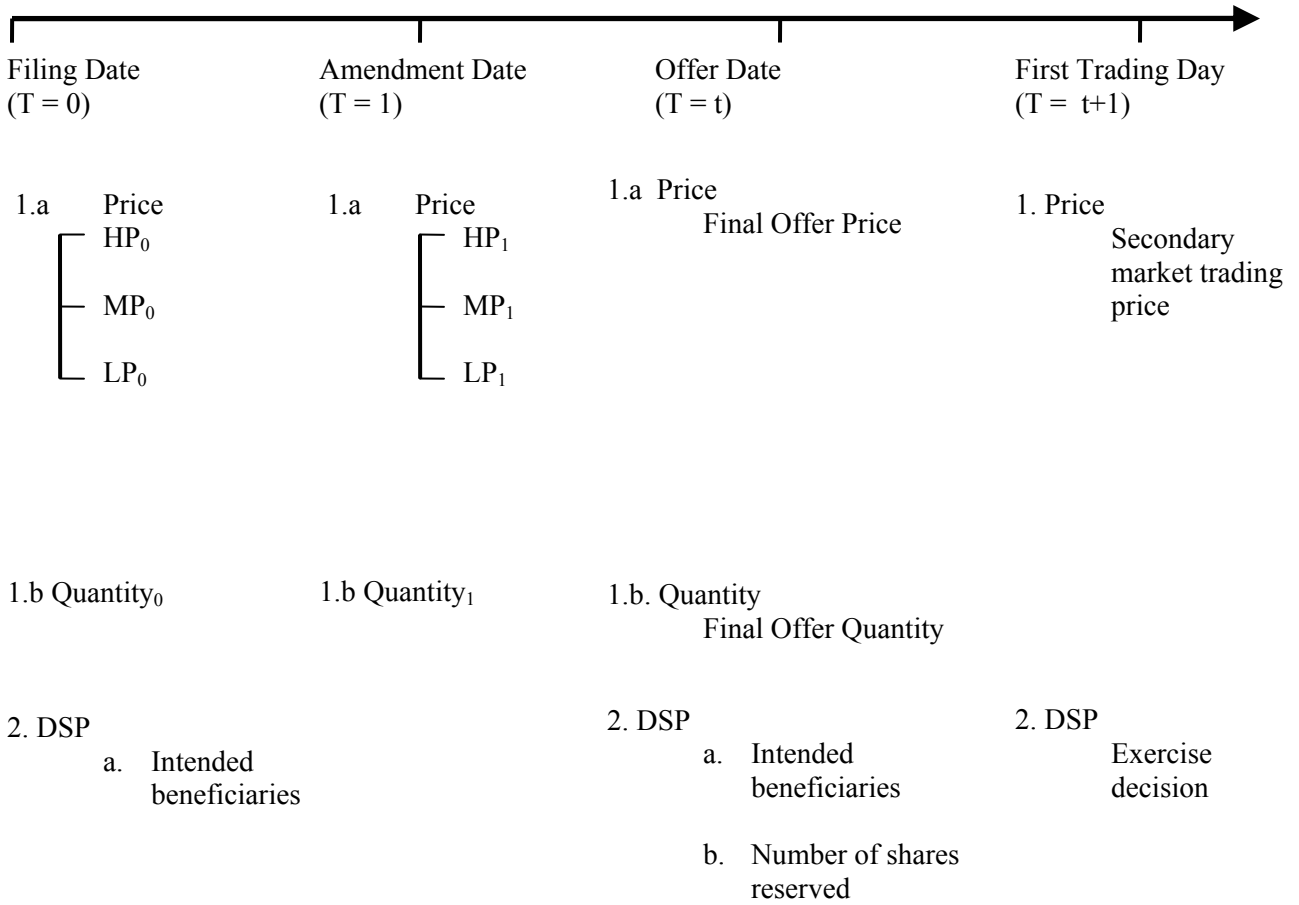 Filing Date
(T = 0)
Amendment Date
(T = 1)
Offer Date
(T = t)
First Trading Day
(T =  t+1)
1.a Price
HP₀
MP₀
LP₀
1.a Price
HP₁
MP₁
LP₁
1.a Price
Final Offer Price
1. Price
Secondary
market trading
price
1.b Quantity₀
1.b Quantity₁
1.b. Quantity
Final Offer Quantity
2. DSP
a. Intended
beneficiaries
2. DSP
a. Intended
beneficiaries
b. Number of shares
reserved
2. DSP
Exercise
decision